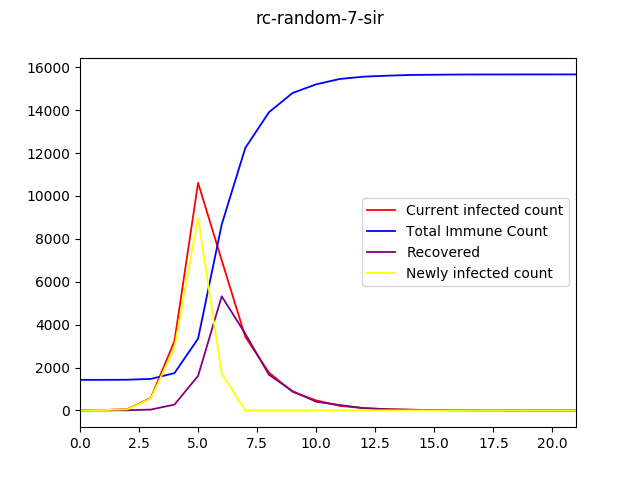 rc-random-7-sir
16000
14000
12000
10000
8000
6000
4000
2000
0
Current infected count
Total Immune Count
Recovered
Newly infected count
0.0 2.5 5.0 7.5 10.0 12.5 15.0 17.5 20.0